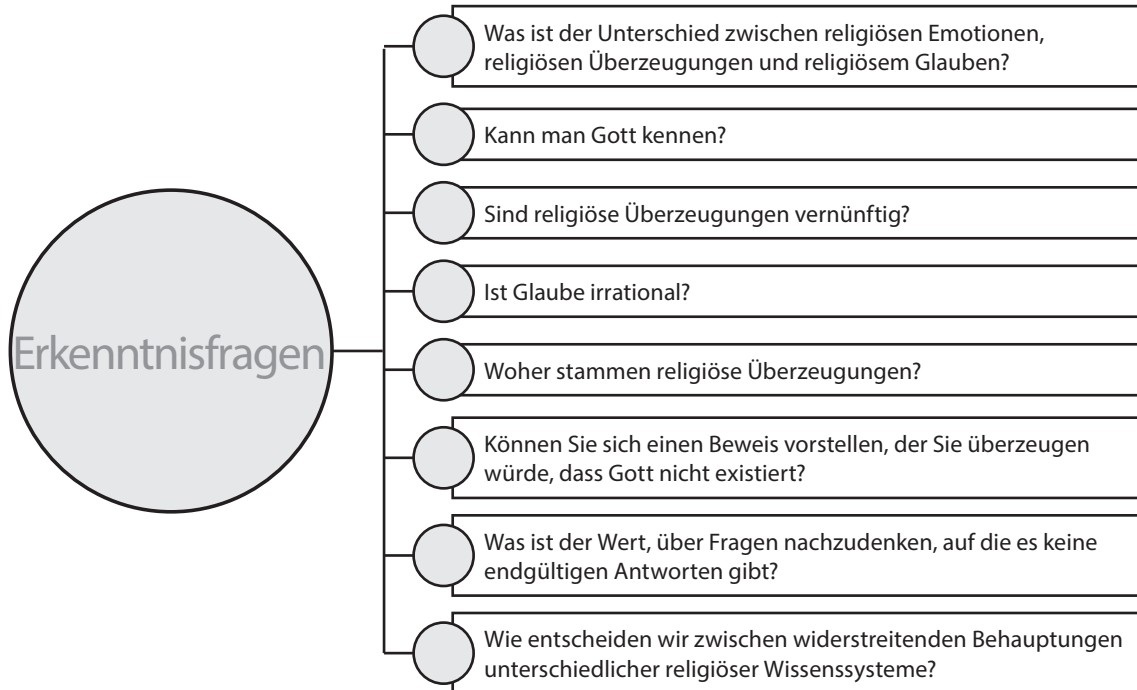 Erkenntnisfragen
Was ist der Unterschied zwischen religiösen Emotionen,
religiösen Überzeugungen und religiösem Glauben?
Kann man Gott kennen?
Sind religiöse Überzeugungen vernünftig?
Ist Glaube irrational?
Woher stammen religiöse Überzeugungen?
Können Sie sich einen Beweis vorstellen, der Sie überzeugen
würde, dass Gott nicht existiert?
Was ist der Wert, über Fragen nachzudenken, auf die es keine
endgültigen Antworten gibt?
Wie entscheiden wir zwischen widerstreitenden Behauptungen
unterschiedlicher religiöser Wissenssysteme?